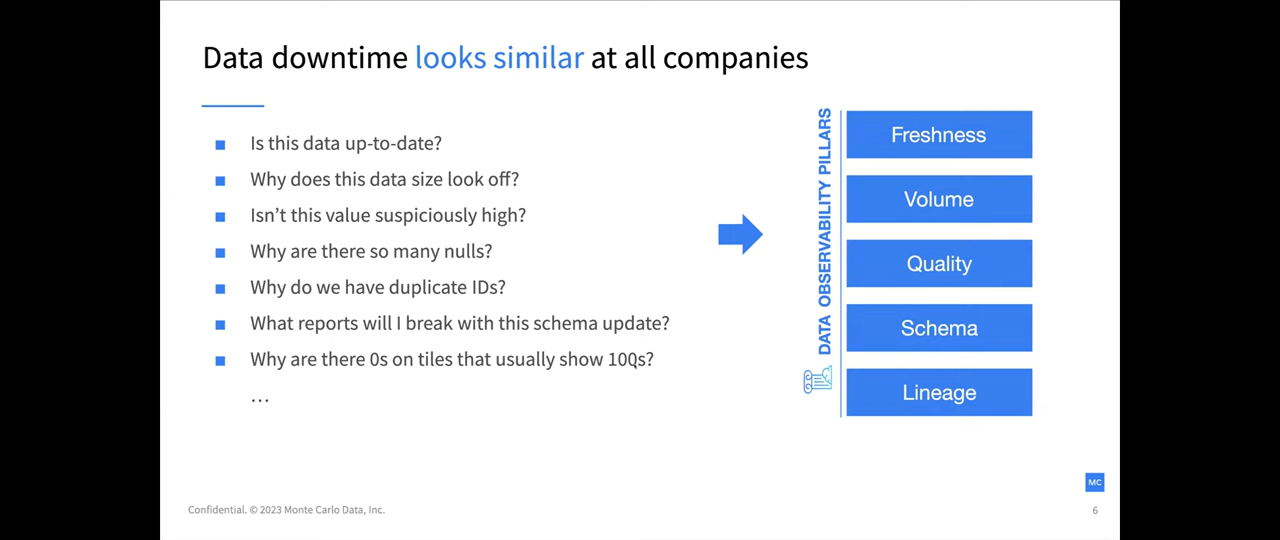 Data downtime looks similar at all companies
Is this data up-to-date?
Why does this data size look off?
Isn't this value suspiciously high?
Why are there so many nulls?
Why do we have duplicate IDs?
What reports will I break with this schema update?
Why are there 0s on tiles that usually show 100s?
…
DATA OBSERVABILITY PILLARS
Freshness
Volume
Quality
Schema
Lineage
MC
Confidential. © 2023 Monte Carlo Data, Inc.
6